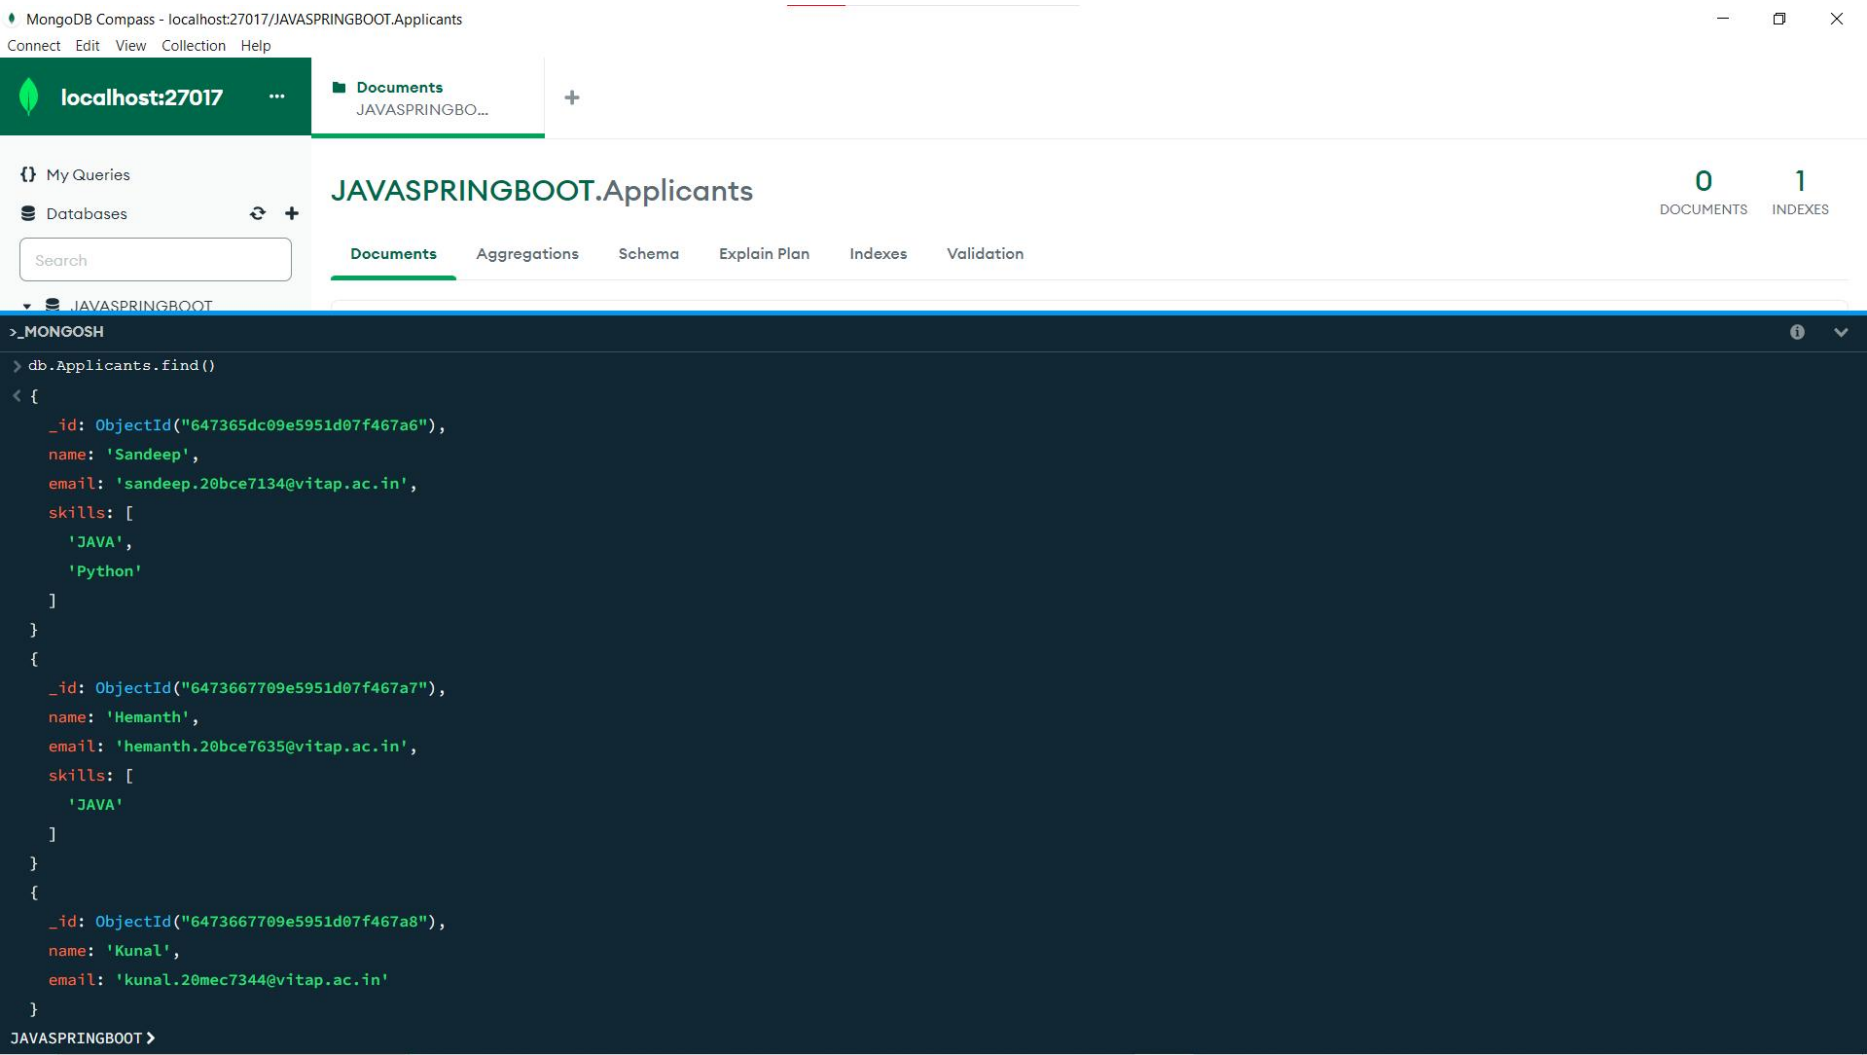 MongoDB Compass - localhost:27017/JAVASPRINGBOOT.Applicants
Connect Edit View Collection Help
localhost:27017 ...
Documents
JAVASPRINGBO...
+
{} My Queries
Databases
Search
JAVASPRINGBOOT
JAVASPRINGBOOT.Applicants
0
DOCUMENTS
1
INDEXES
Documents Aggregations Schema Explain Plan Indexes Validation
>_MONGOSH
> db.Applicants.find()
< {
_id: ObjectId("647365dc09e5951d07f467a6"),
name: 'Sandeep',
email: 'sandeep.20bce7134@vitap.ac.in',
skills: [
'JAVA',
'Python'
]
}
{
_id: ObjectId("6473667709e5951d07f467a7"),
name: 'Hemanth',
email: 'hemanth.20bce7635@vitap.ac.in',
skills: [
'JAVA'
]
}
{
_id: ObjectId("6473667709e5951d07f467a8"),
name: 'Kunal',
email: 'kunal.20mec7344@vitap.ac.in'
}
JAVASPRINGBOOT>